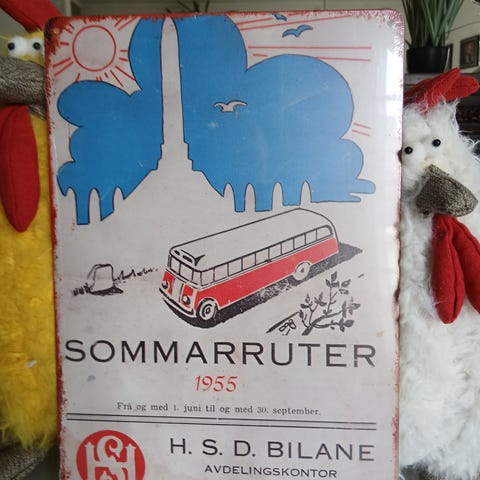 SOMMARRUTER
1955
Frå og med 1. juni til og med 30. september.
H. S. D. BILANE
AVDELINGSKONTOR